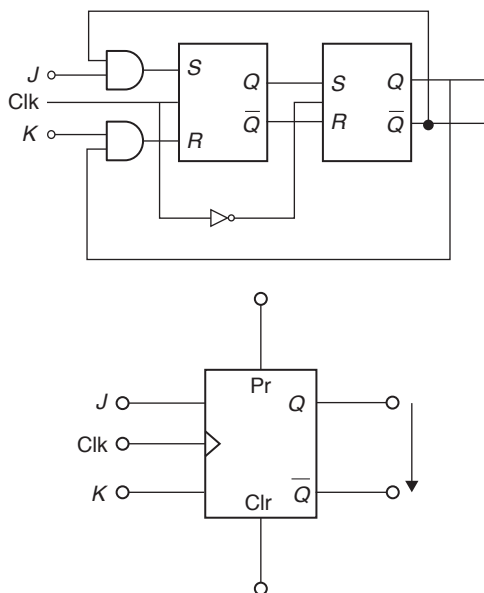 S Q S Q
J
Clk
Q̅ R Q̅
K R
Pr
J Q
Clk
K Q̅
Clr